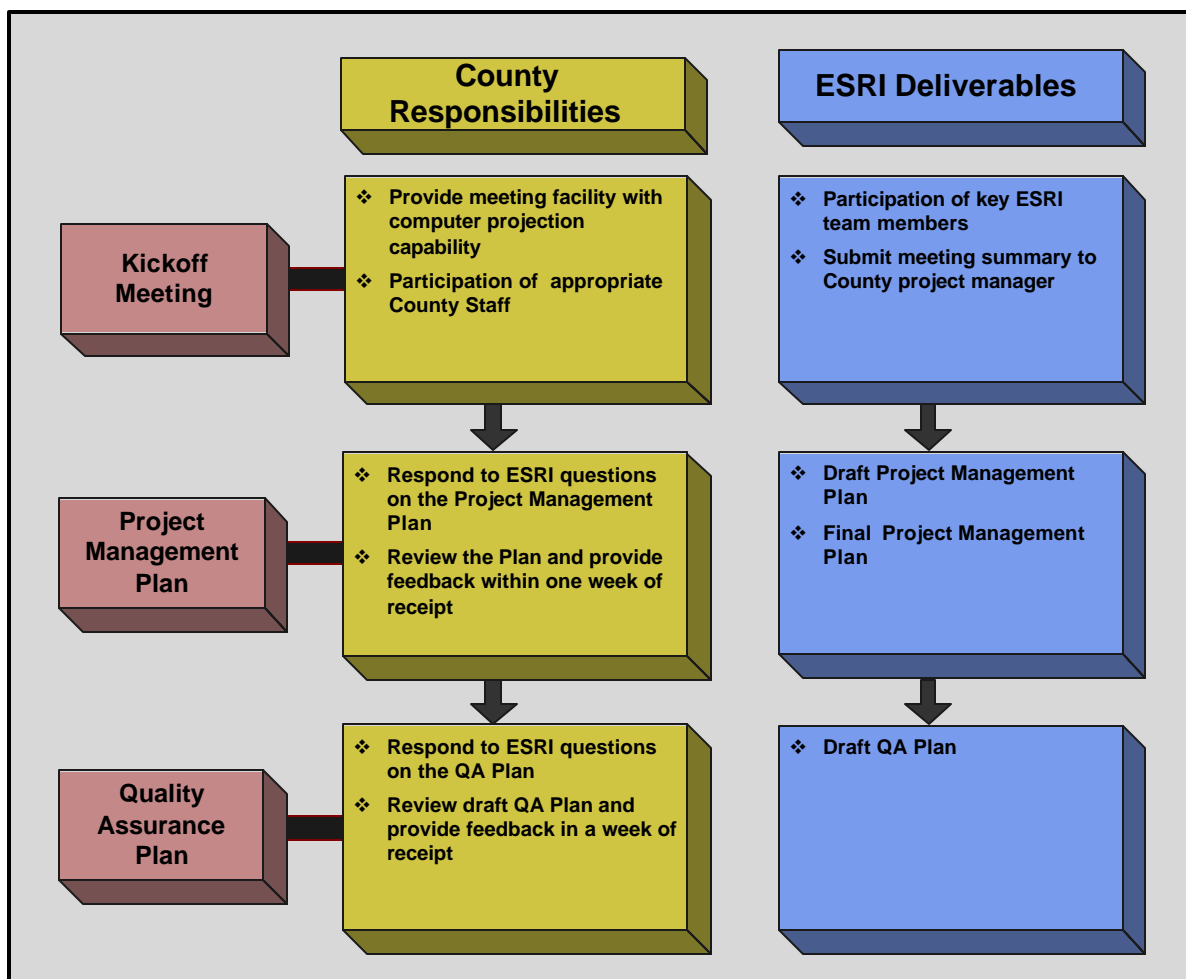 County
Responsibilities
ESRI Deliverables
Kickoff
Meeting
❖ Provide meeting facility with
computer projection
capability
❖ Participation of appropriate
County Staff
❖ Participation of key ESRI
team members
❖ Submit meeting summary to
County project manager
Project
Management
Plan
❖ Respond to ESRI questions
on the Project Management
Plan
❖ Review the Plan and provide
feedback within one week of
receipt
❖ Draft Project Management
Plan
❖ Final Project Management
Plan
Quality
Assurance
Plan
❖ Respond to ESRI questions
on the QA Plan
❖ Review draft QA Plan and
provide feedback in a week of
receipt
❖ Draft QA Plan